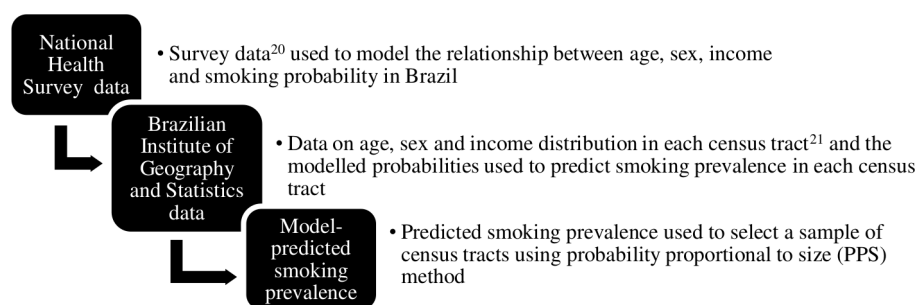 National
Health
Survey data
• Survey data20 used to model the relationship between age, sex, income
and smoking probability in Brazil
Brazilian
Institute of
Geography
and Statistics
data
• Data on age, sex and income distribution in each census tract21 and the
modelled probabilities used to predict smoking prevalence in each census
tract
Model-
predicted
smoking
prevalence
• Predicted smoking prevalence used to select a sample of
census tracts using probability proportional to size (PPS)
method